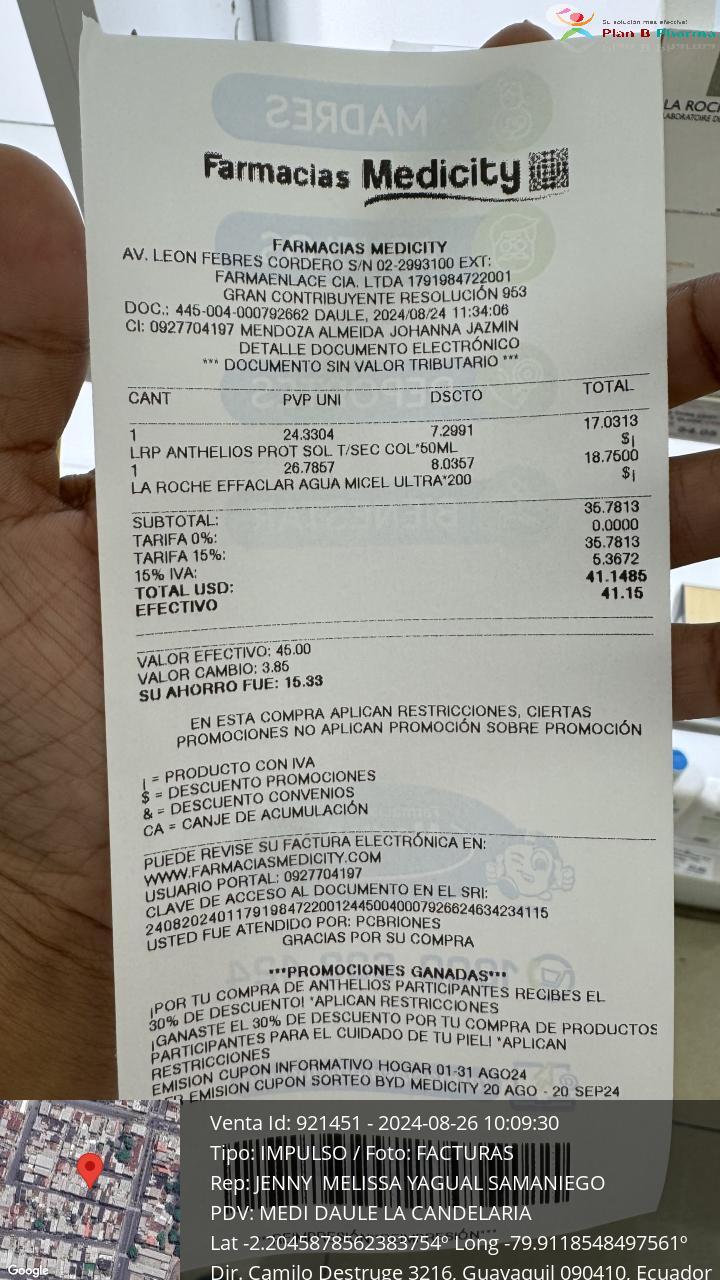 Su solución más efectiva!
Plan B Pharma
LA ROCH
LABORATOIRE DE
MADRES
Farmacias Medicity
FARMACIAS MEDICITY
AV. LEON FEBRES CORDERO S/N 02-2993100 EXT:
FARMAENLACE CIA. LTDA 1791984722001
GRAN CONTRIBUYENTE RESOLUCIÓN 953
DOC.: 445-004-000792662 DAULE, 2024/08/24 11:34:06
CI: 0927704197 MENDOZA ALMEIDA JOHANNA JAZMIN
DETALLE DOCUMENTO ELECTRÓNICO
*** DOCUMENTO SIN VALOR TRIBUTARIO ***
CANT PVP UNI DSCTO TOTAL
1 24.3304 7.2991 17.0313
LRP ANTHELIOS PROT SOL T/SEC COL*50ML $¡
1 26.7857 8.0357 18.7500
LA ROCHE EFFACLAR AGUA MICEL ULTRA*200 $¡
SUBTOTAL: 35.7813
TARIFA 0%: 0.0000
TARIFA 15%: 35.7813
15% IVA: 5.3672
TOTAL USD: 41.1485
EFECTIVO 41.15
VALOR EFECTIVO: 45.00
VALOR CAMBIO: 3.85
SU AHORRO FUE: 15.33
EN ESTA COMPRA APLICAN RESTRICCIONES, CIERTAS
PROMOCIONES NO APLICAN PROMOCIÓN SOBRE PROMOCIÓN
¡ = PRODUCTO CON IVA
$ = DESCUENTO PROMOCIONES
& = DESCUENTO CONVENIOS
CA = CANJE DE ACUMULACIÓN
PUEDE REVISE SU FACTURA ELECTRÓNICA EN:
WWW.FARMACIASMEDICITY.COM
USUARIO PORTAL: 0927704197
CLAVE DE ACCESO AL DOCUMENTO EN EL SRI:
2408202401179198472200124450040007926624634234115
USTED FUE ATENDIDO POR: PCBRIONES
GRACIAS POR SU COMPRA
***PROMOCIONES GANADAS***
¡POR TU COMPRA DE ANTHELIOS PARTICIPANTES RECIBES EL
30% DE DESCUENTO! *APLICAN RESTRICCIONES
¡GANASTE EL 30% DE DESCUENTO POR TU COMPRA DE PRODUCTOS
PARTICIPANTES PARA EL CUIDADO DE TU PIEL! *APLICAN
RESTRICCIONES
EMISION CUPON INFORMATIVO HOGAR 01-31 AGO24
EMISION CUPON SORTEO BYD MEDICITY 20 AGO - 20 SEP24
Venta Id: 921451 - 2024-08-26 10:09:30
Tipo: IMPULSO / Foto: FACTURAS
Rep: JENNY MELISSA YAGUAL SAMANIEGO
PDV: MEDI DAULE LA CANDELARIA
Lat -2.2045878562383754º Long -79.9118548497561º
Dir. Camilo Destruge 3216, Guayaquil 090410, Ecuador
Google